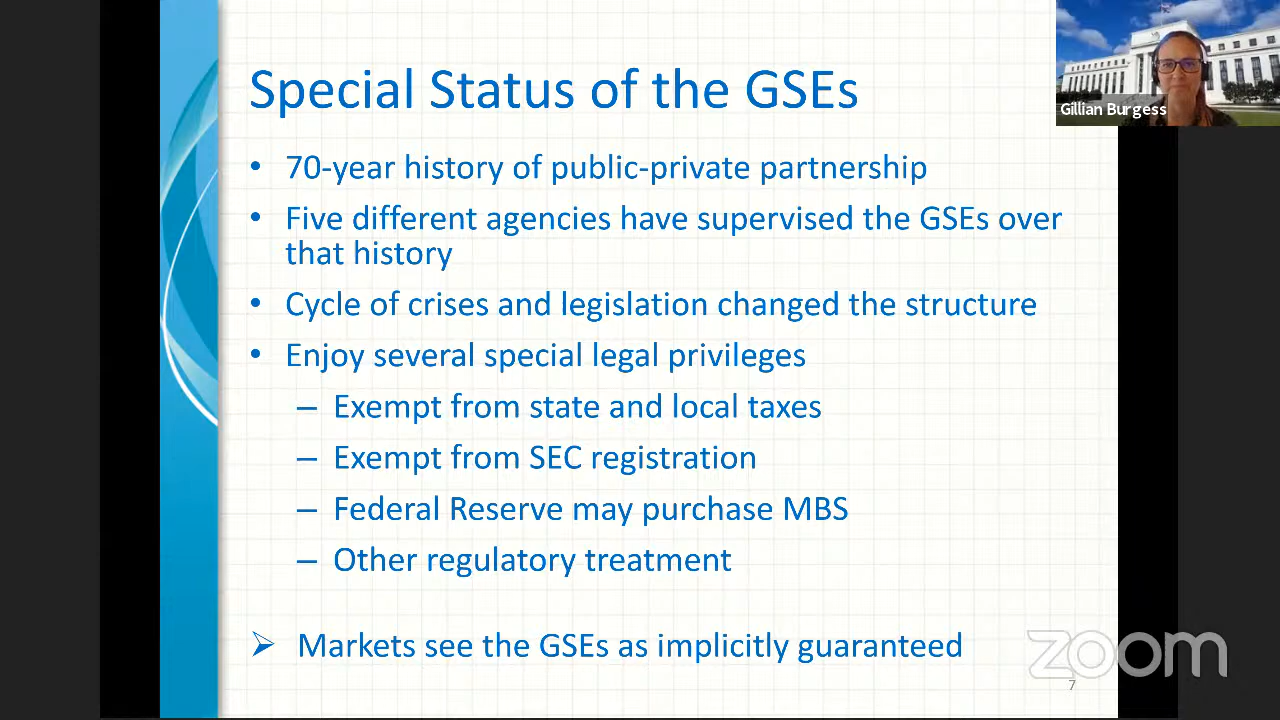 Special Status of the GSEs
Gillian Burgess
• 70-year history of public-private partnership
• Five different agencies have supervised the GSEs over
that history
• Cycle of crises and legislation changed the structure
• Enjoy several special legal privileges
– Exempt from state and local taxes
– Exempt from SEC registration
– Federal Reserve may purchase MBS
– Other regulatory treatment
➢ Markets see the GSEs as implicitly guaranteed
zoom
7